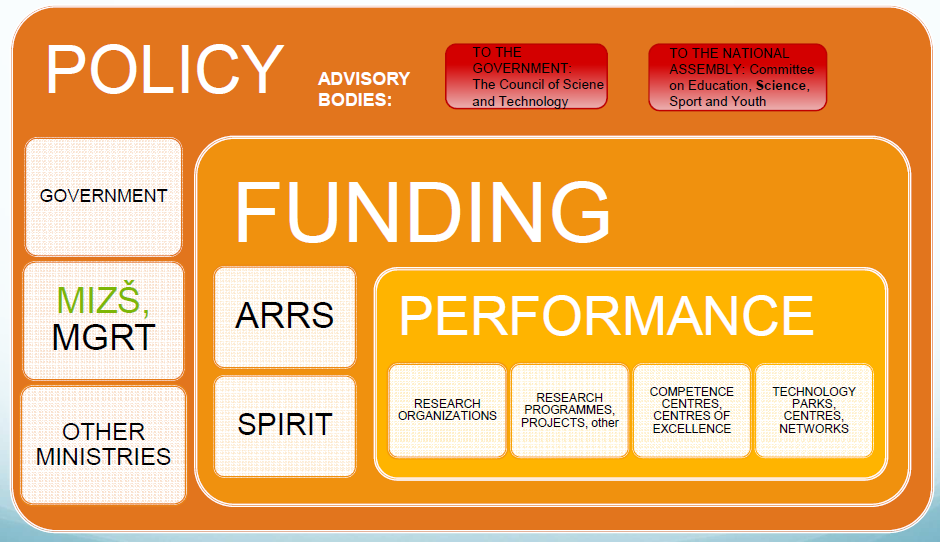 POLICY
ADVISORY
BODIES:
TO THE
GOVERNMENT:
The Council of Sciene
and Technology
TO THE NATIONAL
ASSEMBLY: Committee
on Education, Science,
Sport and Youth
GOVERNMENT
MIZŠ,
MGRT
OTHER
MINISTRIES
FUNDING
ARRS
SPIRIT
PERFORMANCE
RESEARCH
ORGANIZATIONS
RESEARCH
PROGRAMMES,
PROJECTS, other
COMPETENCE
CENTRES,
CENTRES OF
EXCELLENCE
TECHNOLOGY
PARKS,
CENTRES,
NETWORKS